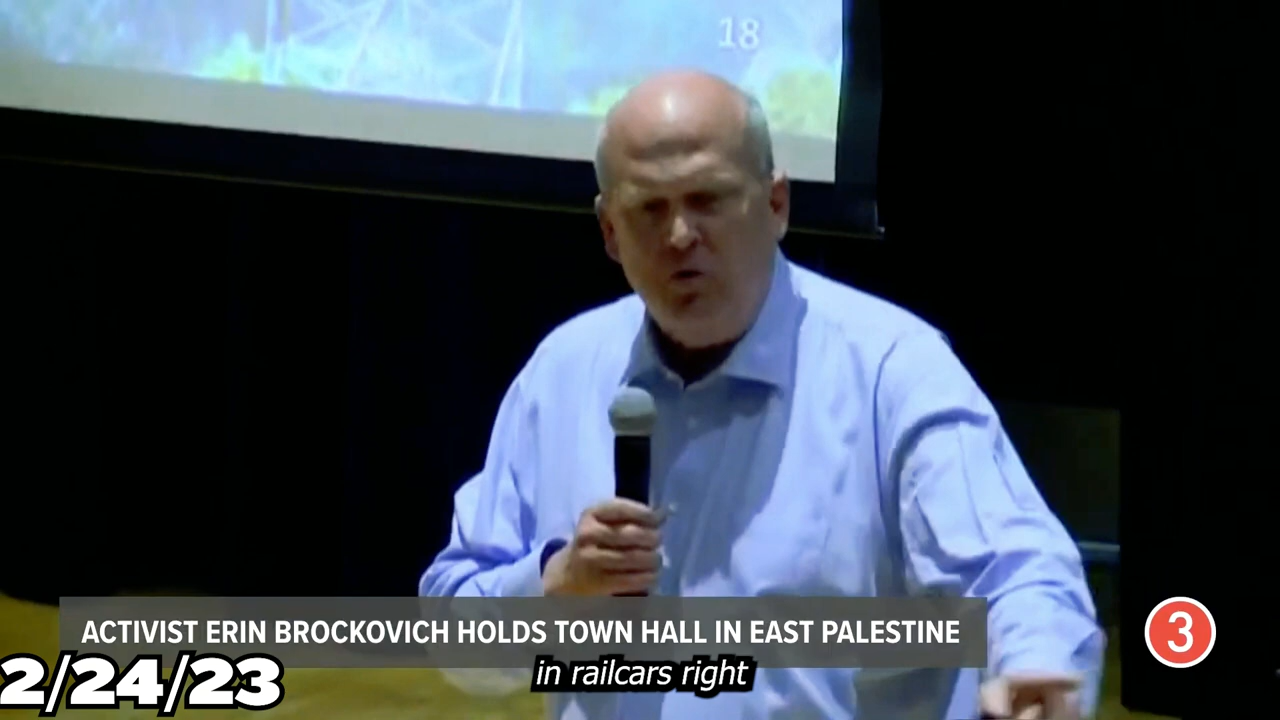 18
ACTIVIST ERIN BROCKOVICH HOLDS TOWN HALL IN EAST PALESTINE
3
2/24/23
in railcars right